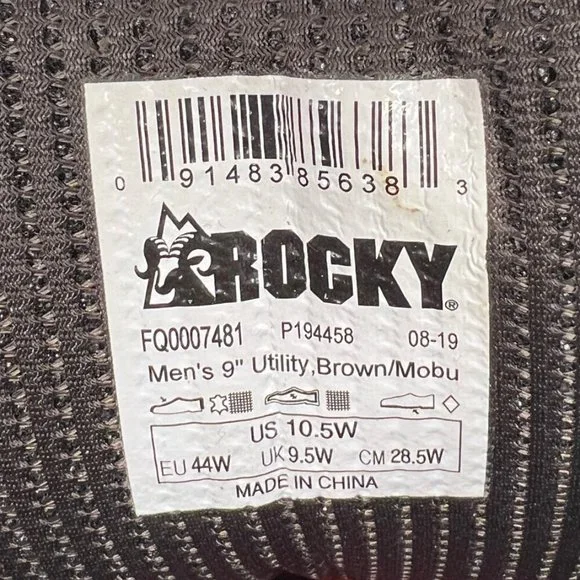 0 91483 85638 3
ROCKY®
FQ0007481 P194458 08-19
Men's 9" Utility,Brown/Mobu
US 10.5W
EU 44W UK 9.5W CM 28.5W
MADE IN CHINA